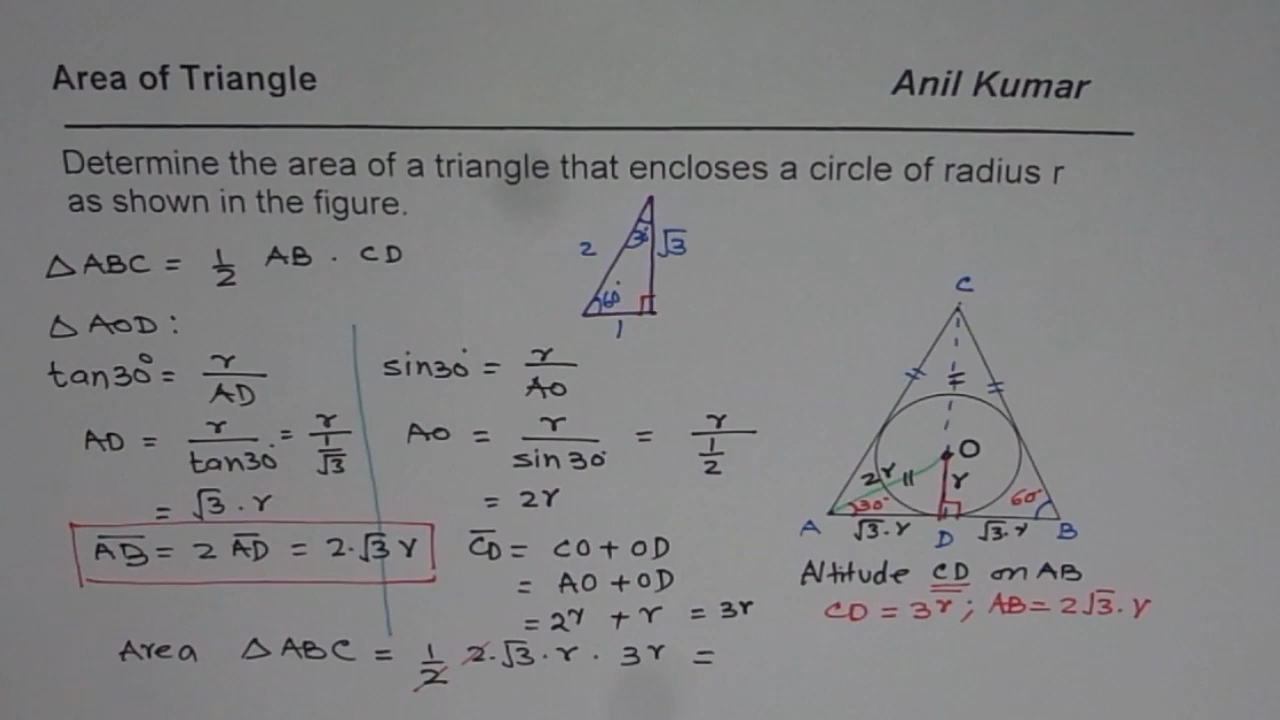 Area of Triangle
Anil Kumar
Determine the area of a triangle that encloses a circle of radius r
as shown in the figure.
△ABC = 1/2 AB . CD
2 30° √3
60°
1
△AOD :
tan30° = r/AD
AD = r/tan30° = r/(1/√3)
= √3 . r
AB = 2 AD = 2.√3 r
sin30° = r/AO
AO = r/sin30° = r/(1/2)
= 2r
CD = CO + OD
= AO + OD
= 2r + r = 3r
C
O
2r r
30° 60°
A √3.r D √3.r B
Altitude CD on AB
CD = 3r ; AB = 2√3 . r
Area △ABC = 1/2 2.√3 . r . 3r =